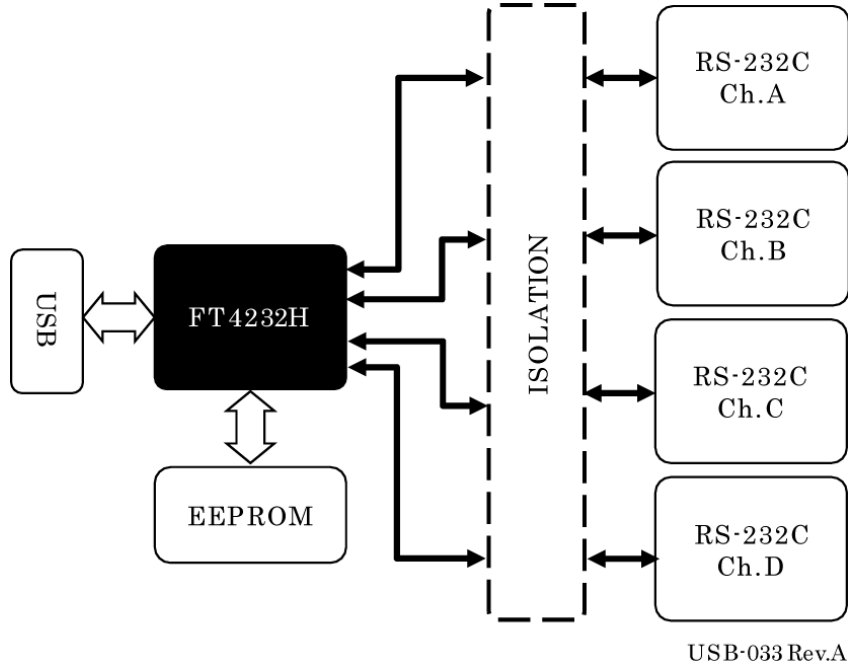 RS-232C
Ch.A
RS-232C
Ch.B
USB
FT4232H
ISOLATION
RS-232C
Ch.C
EEPROM
RS-232C
Ch.D
USB-033 Rev.A